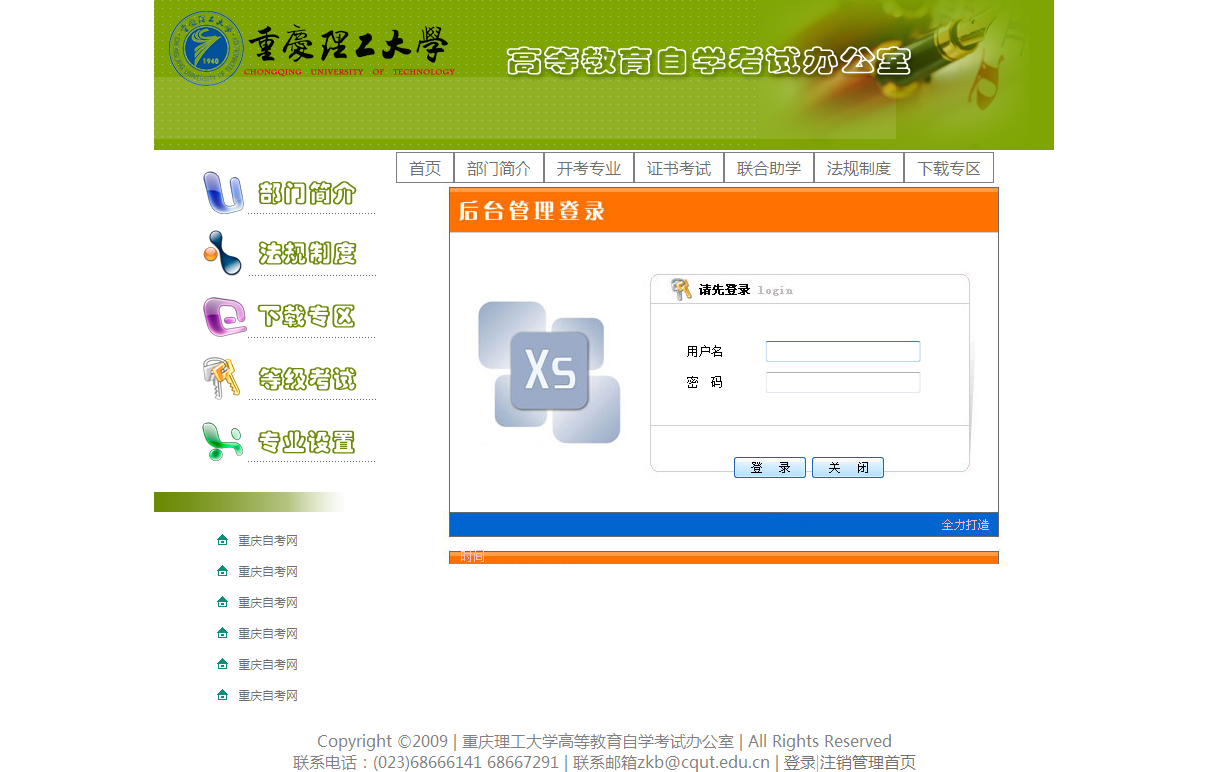 重慶理工大學
CHONGQING UNIVERSITY OF TECHNOLOGY
1940
高等教育自学考试办公室
首页 部门简介 开考专业 证书考试 联合助学 法规制度 下载专区
部门简介
法规制度
下载专区
等级考试
专业设置
后台管理登录
请先登录 login
Xs
用户名
密 码
登 录 关 闭
全力打造
时间
重庆自考网
重庆自考网
重庆自考网
重庆自考网
重庆自考网
重庆自考网
Copyright ©2009 | 重庆理工大学高等教育自学考试办公室 | All Rights Reserved
联系电话：(023)68666141 68667291 | 联系邮箱zkb@cqut.edu.cn | 登录|注销管理首页